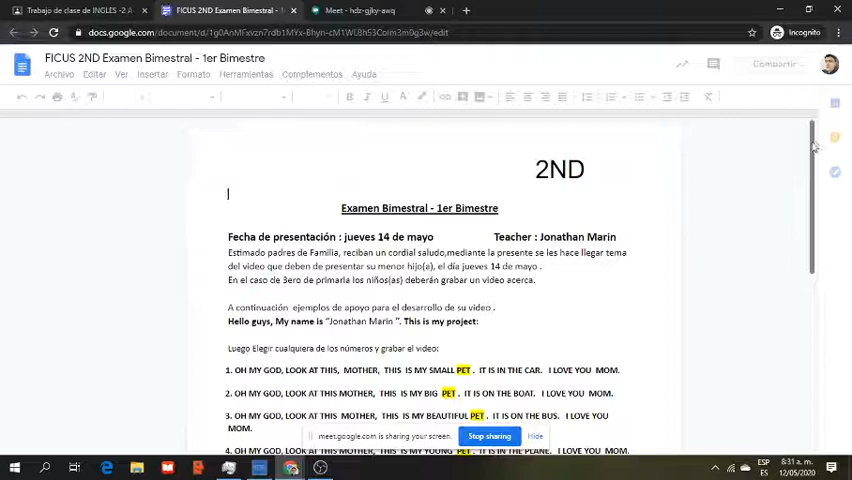 Trabajo de clase de INGLES -2 A
FICUS 2ND Examen Bimestral - 1er
Meet - hdz-gjky-awq
Incognito
FICUS 2ND Examen Bimestral - 1er Bimestre
Archivo Editar Ver Insertar Formato Herramientas Complementos Ayuda
Compartir
2ND
Examen Bimestral - 1er Bimestre
Fecha de presentación : jueves 14 de mayo Teacher : Jonathan Marin
Estimado padres de Familia, reciban un cordial saludo,mediante la presente se les hace llegar tema
del video que deben de presentar su menor hijo(a), el día jueves 14 de mayo .
En el caso de 3ero de primaria los niños(as) deberán grabar un video acerca.
A continuación ejemplos de apoyo para el desarrollo de su video .
Hello guys, My name is “Jonathan Marin ”. This is my project:
Luego Elegir cualquiera de los números y grabar el video:
1. OH MY GOD, LOOK AT THIS, MOTHER, THIS IS MY SMALL PET . IT IS IN THE CAR. I LOVE YOU MOM.
2. OH MY GOD, LOOK AT THIS MOTHER, THIS IS MY BIG PET . IT IS ON THE BOAT. I LOVE YOU MOM.
3. OH MY GOD, LOOK AT THIS MOTHER, THIS IS MY BEAUTIFUL PET . IT IS ON THE BUS. I LOVE YOU
MOM.
meet.google.com is sharing your screen. Stop sharing Hide
4. OH MY GOD, LOOK AT THIS MOTHER, THIS IS MY YOUNG PET . IT IS IN THE PLANE. I LOVE YOU MOM.
ESP
ES
8:31 a. m.
12/05/2020